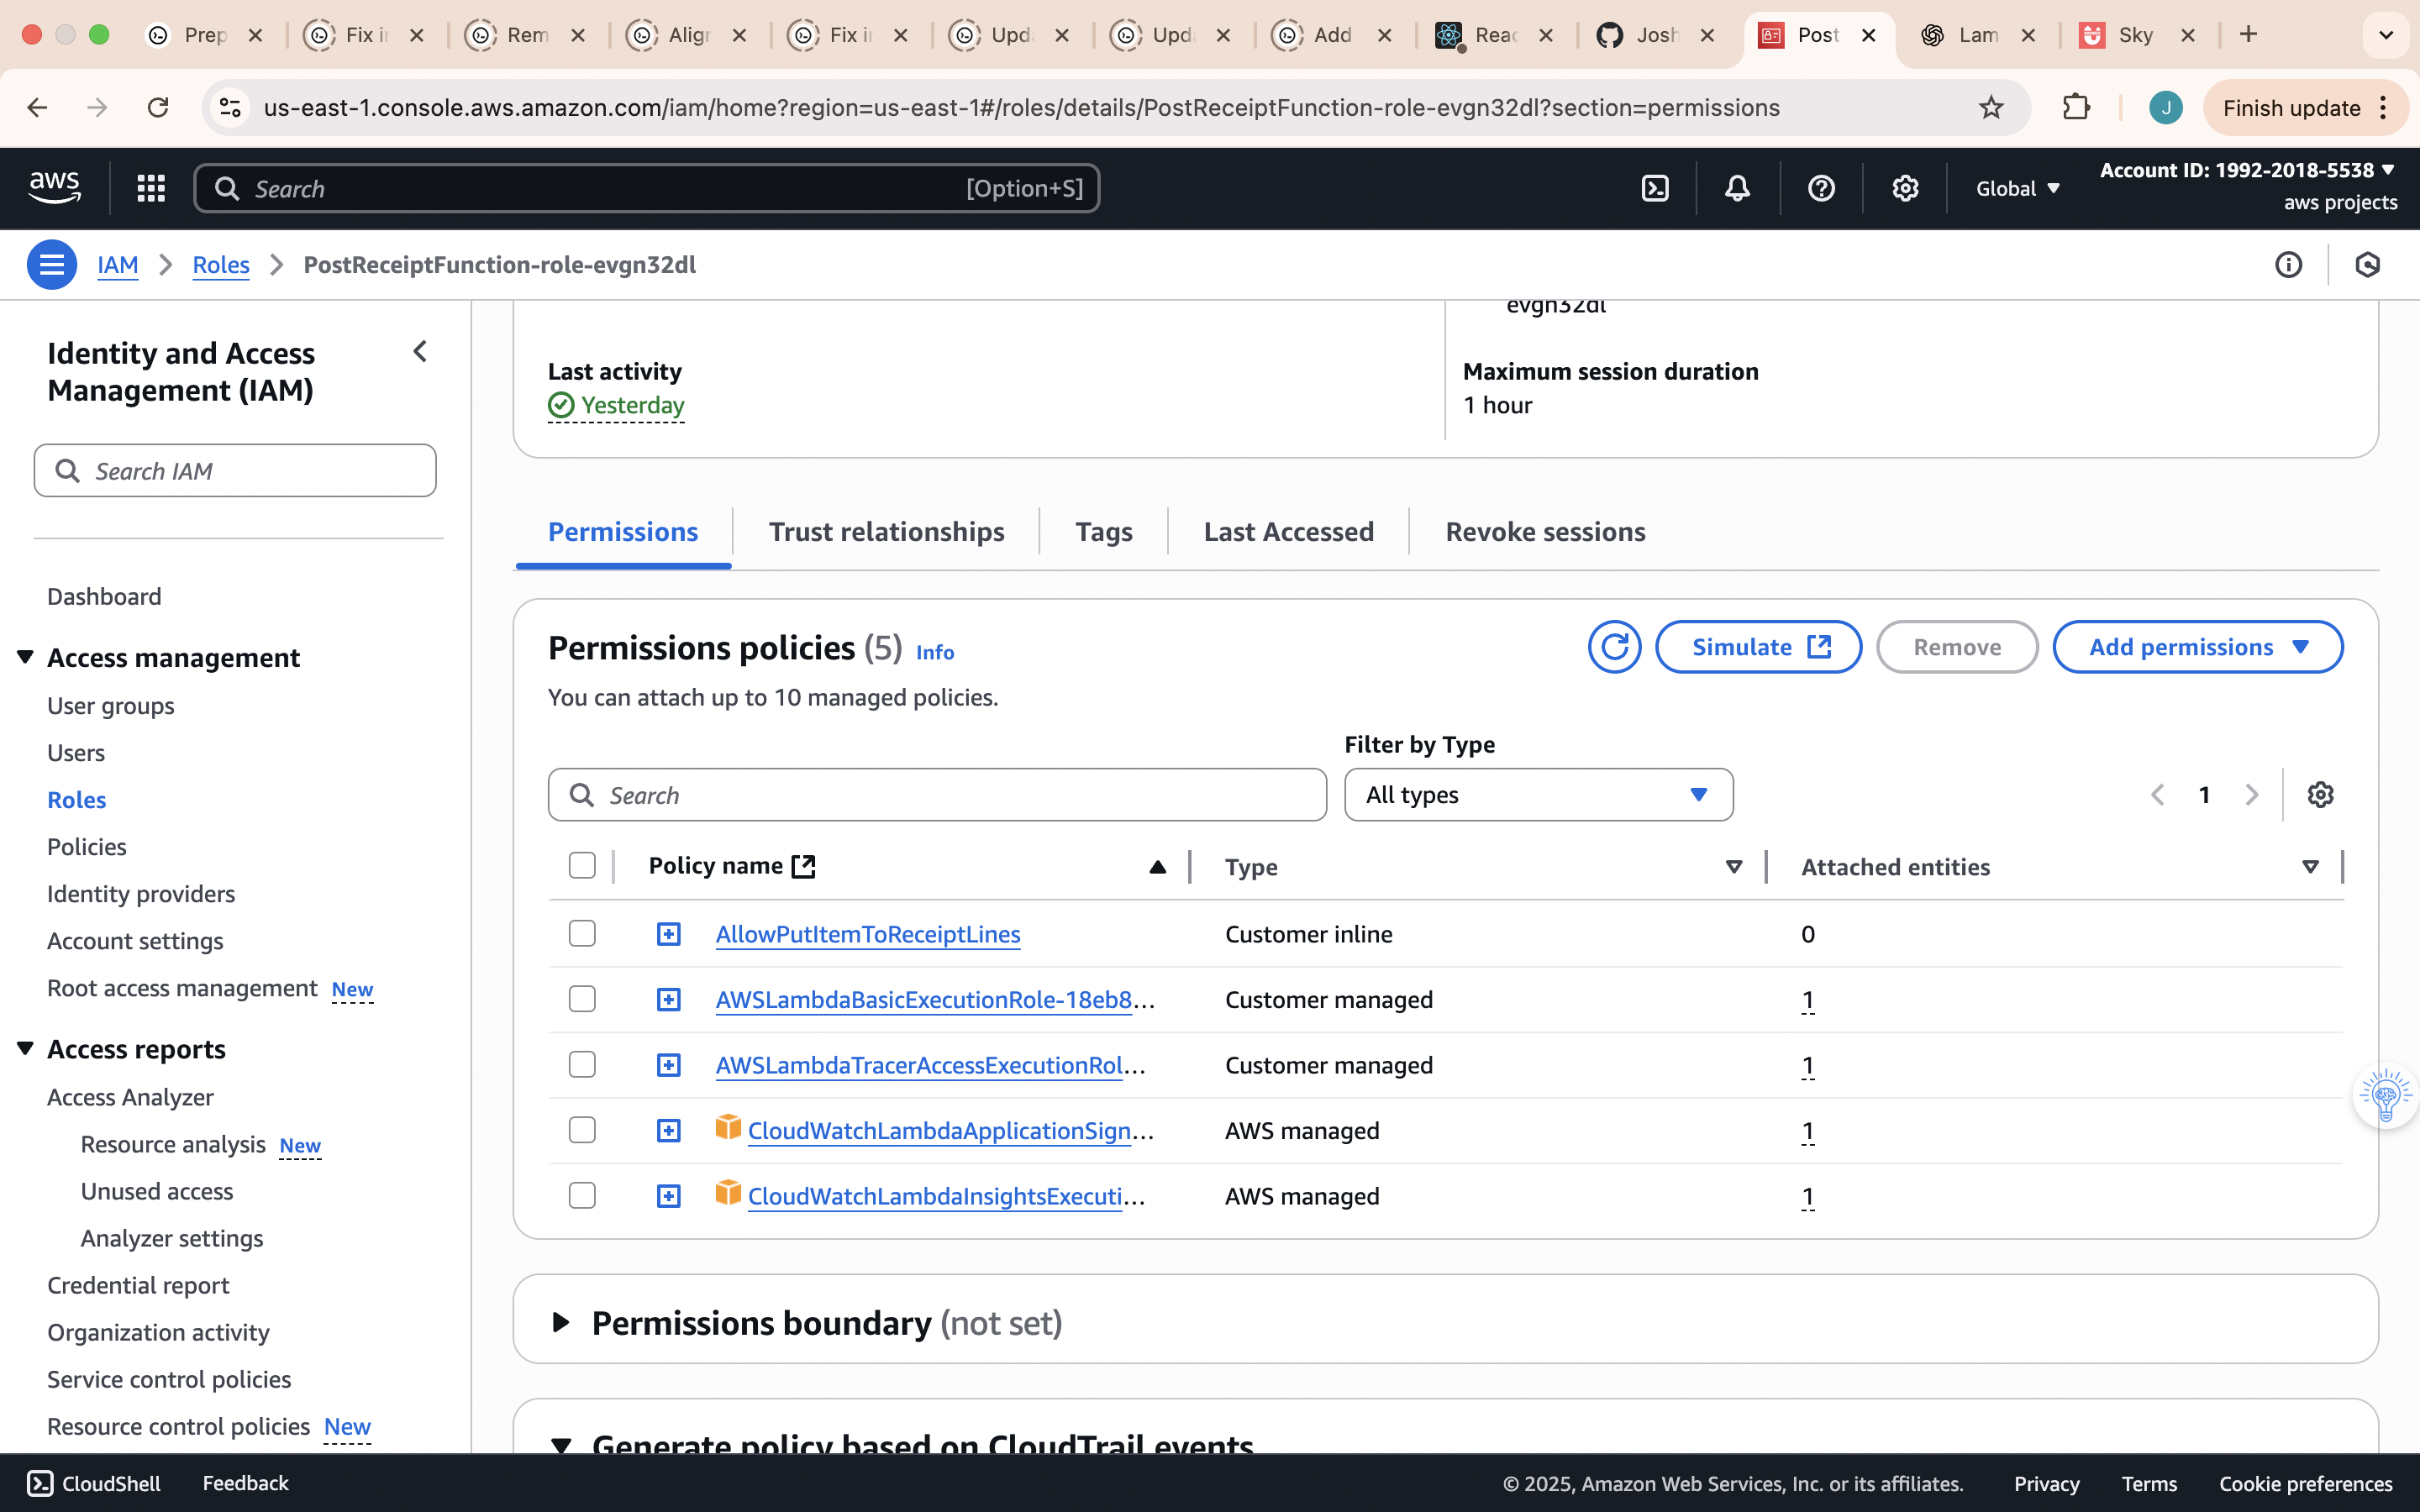 Prep
Fix i
Rem
Alig
Fix i
Upd
Upd
Add
Reac
Josh
Post
Lam
Sky
us-east-1.console.aws.amazon.com/iam/home?region=us-east-1#/roles/details/PostReceiptFunction-role-evgn32dl?section=permissions
J
Finish update
aws
Search
[Option+S]
Global
Account ID: 1992-2018-5538
aws projects
IAM
Roles
PostReceiptFunction-role-evgn32dl
Identity and Access
Management (IAM)
Search IAM
Dashboard
Access management
User groups
Users
Roles
Policies
Identity providers
Account settings
Root access management New
Access reports
Access Analyzer
Resource analysis New
Unused access
Analyzer settings
Credential report
Organization activity
Service control policies
Resource control policies New
evgn32dl
Last activity
Yesterday
Maximum session duration
1 hour
Permissions
Trust relationships
Tags
Last Accessed
Revoke sessions
Permissions policies (5) Info
Simulate
Remove
Add permissions
You can attach up to 10 managed policies.
Filter by Type
Search
All types
1
Policy name
Type
Attached entities
AllowPutItemToReceiptLines Customer inline 0
AWSLambdaBasicExecutionRole-18eb8... Customer managed 1
AWSLambdaTracerAccessExecutionRol... Customer managed 1
CloudWatchLambdaApplicationSign... AWS managed 1
CloudWatchLambdaInsightsExecuti... AWS managed 1
Permissions boundary (not set)
Generate policy based on CloudTrail events
CloudShell
Feedback
© 2025, Amazon Web Services, Inc. or its affiliates.
Privacy
Terms
Cookie preferences